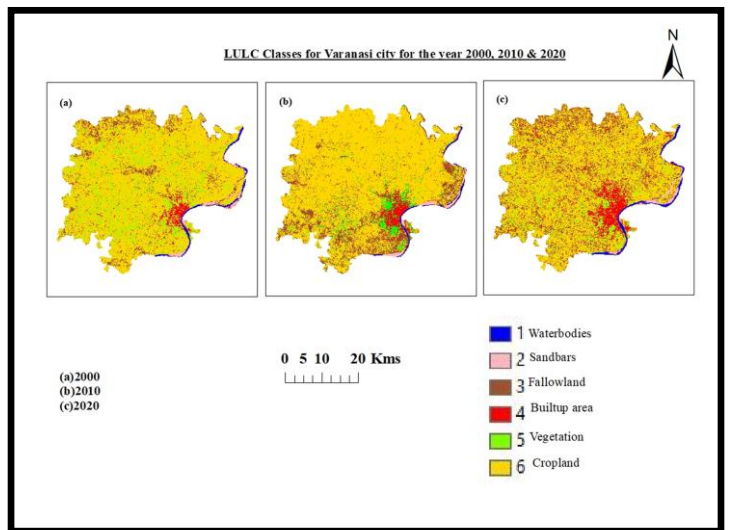 LULC Classes for Varanasi city for the year 2000, 2010 & 2020
N
(a)
(b)
(c)
0 5 10 20 Kms
(a)2000
(b)2010
(c)2020
1 Waterbodies
2 Sandbars
3 Fallowland
4 Builtup area
5 Vegetation
6 Cropland